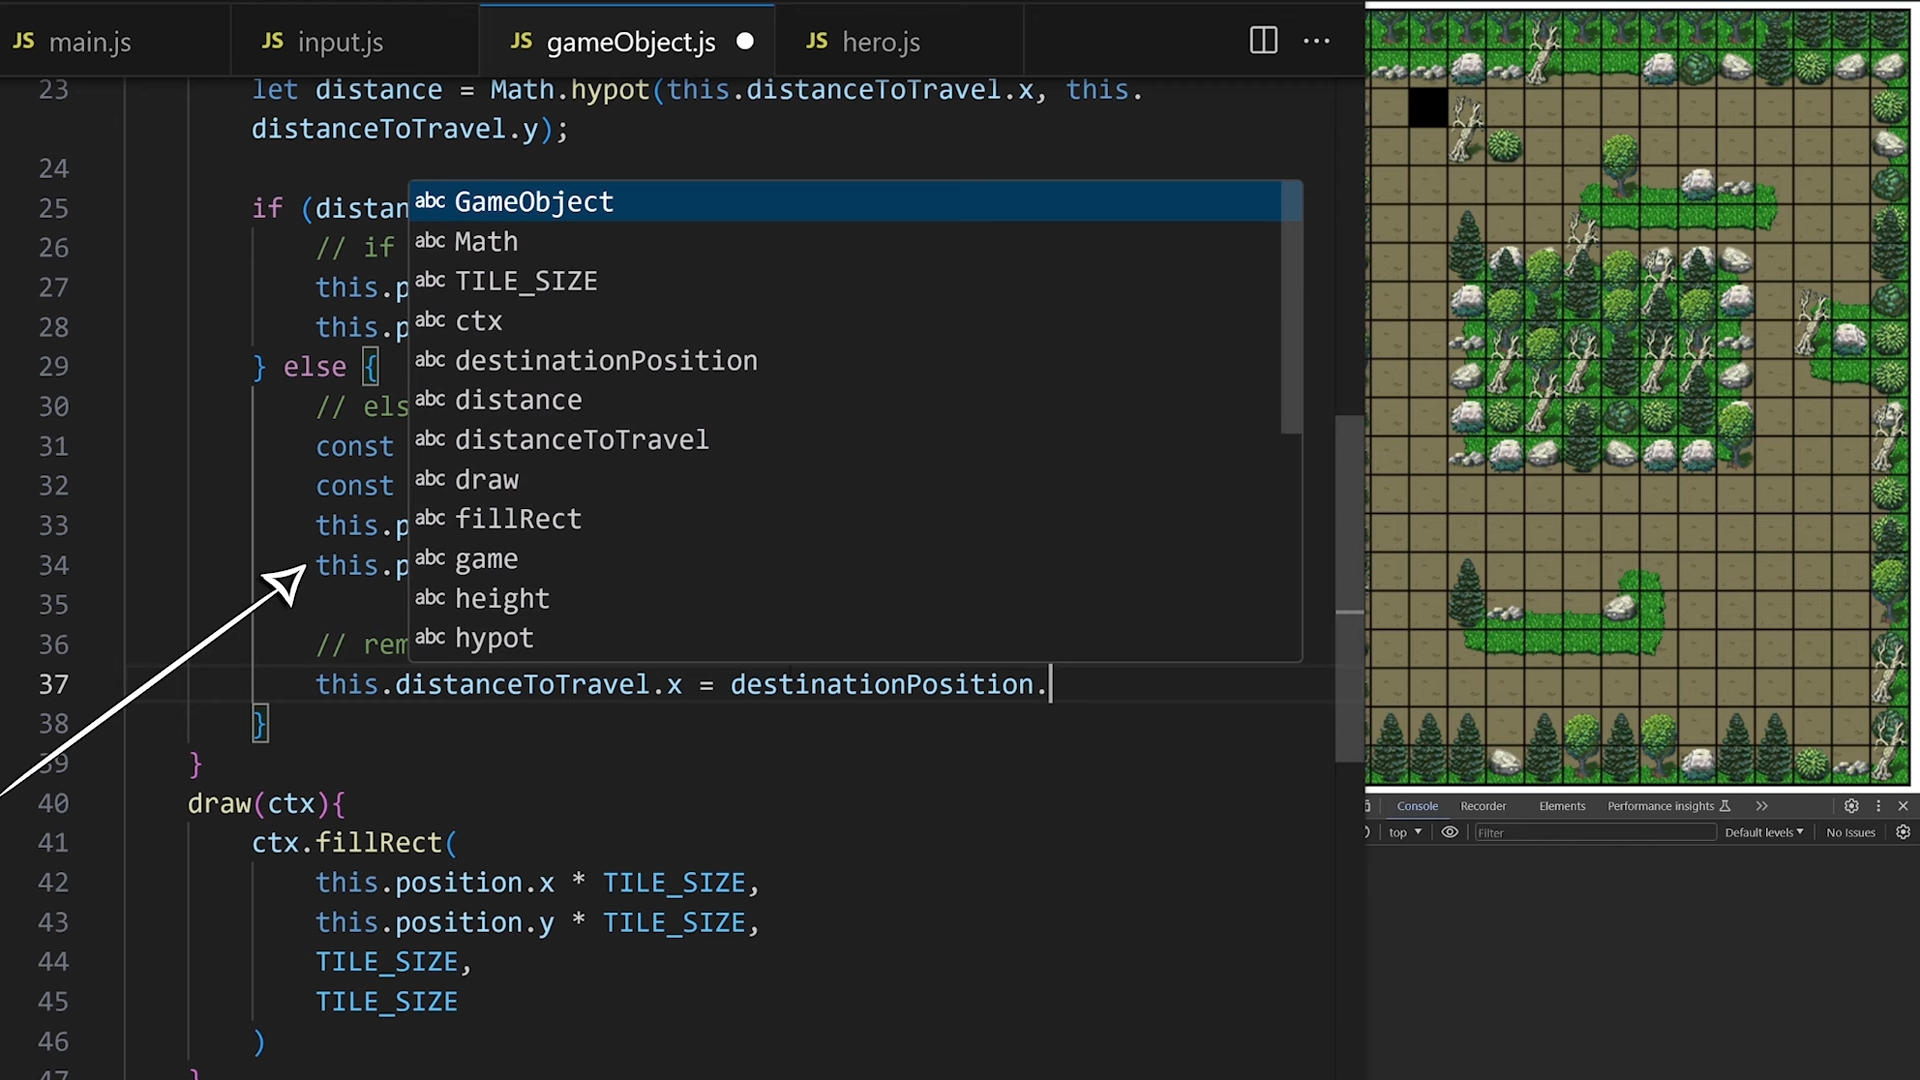 JS main.js
JS input.js
JS gameObject.js
JS hero.js
23 let distance = Math.hypot(this.distanceToTravel.x, this.
distanceToTravel.y);
24
25 if (distan
26 // if
27 this.p
28 this.p
29 } else {
30 // els
31 const
32 const
33 this.p
34 this.p
35
36 // rem
37 this.distanceToTravel.x = destinationPosition.
38 }
39 }
40 draw(ctx){
41 ctx.fillRect(
42 this.position.x * TILE_SIZE,
43 this.position.y * TILE_SIZE,
44 TILE_SIZE,
45 TILE_SIZE
46 )
47 }
abc GameObject
abc Math
abc TILE_SIZE
abc ctx
abc destinationPosition
abc distance
abc distanceToTravel
abc draw
abc fillRect
abc game
abc height
abc hypot
Console Recorder Elements Performance insights
top Filter Default levels No Issues